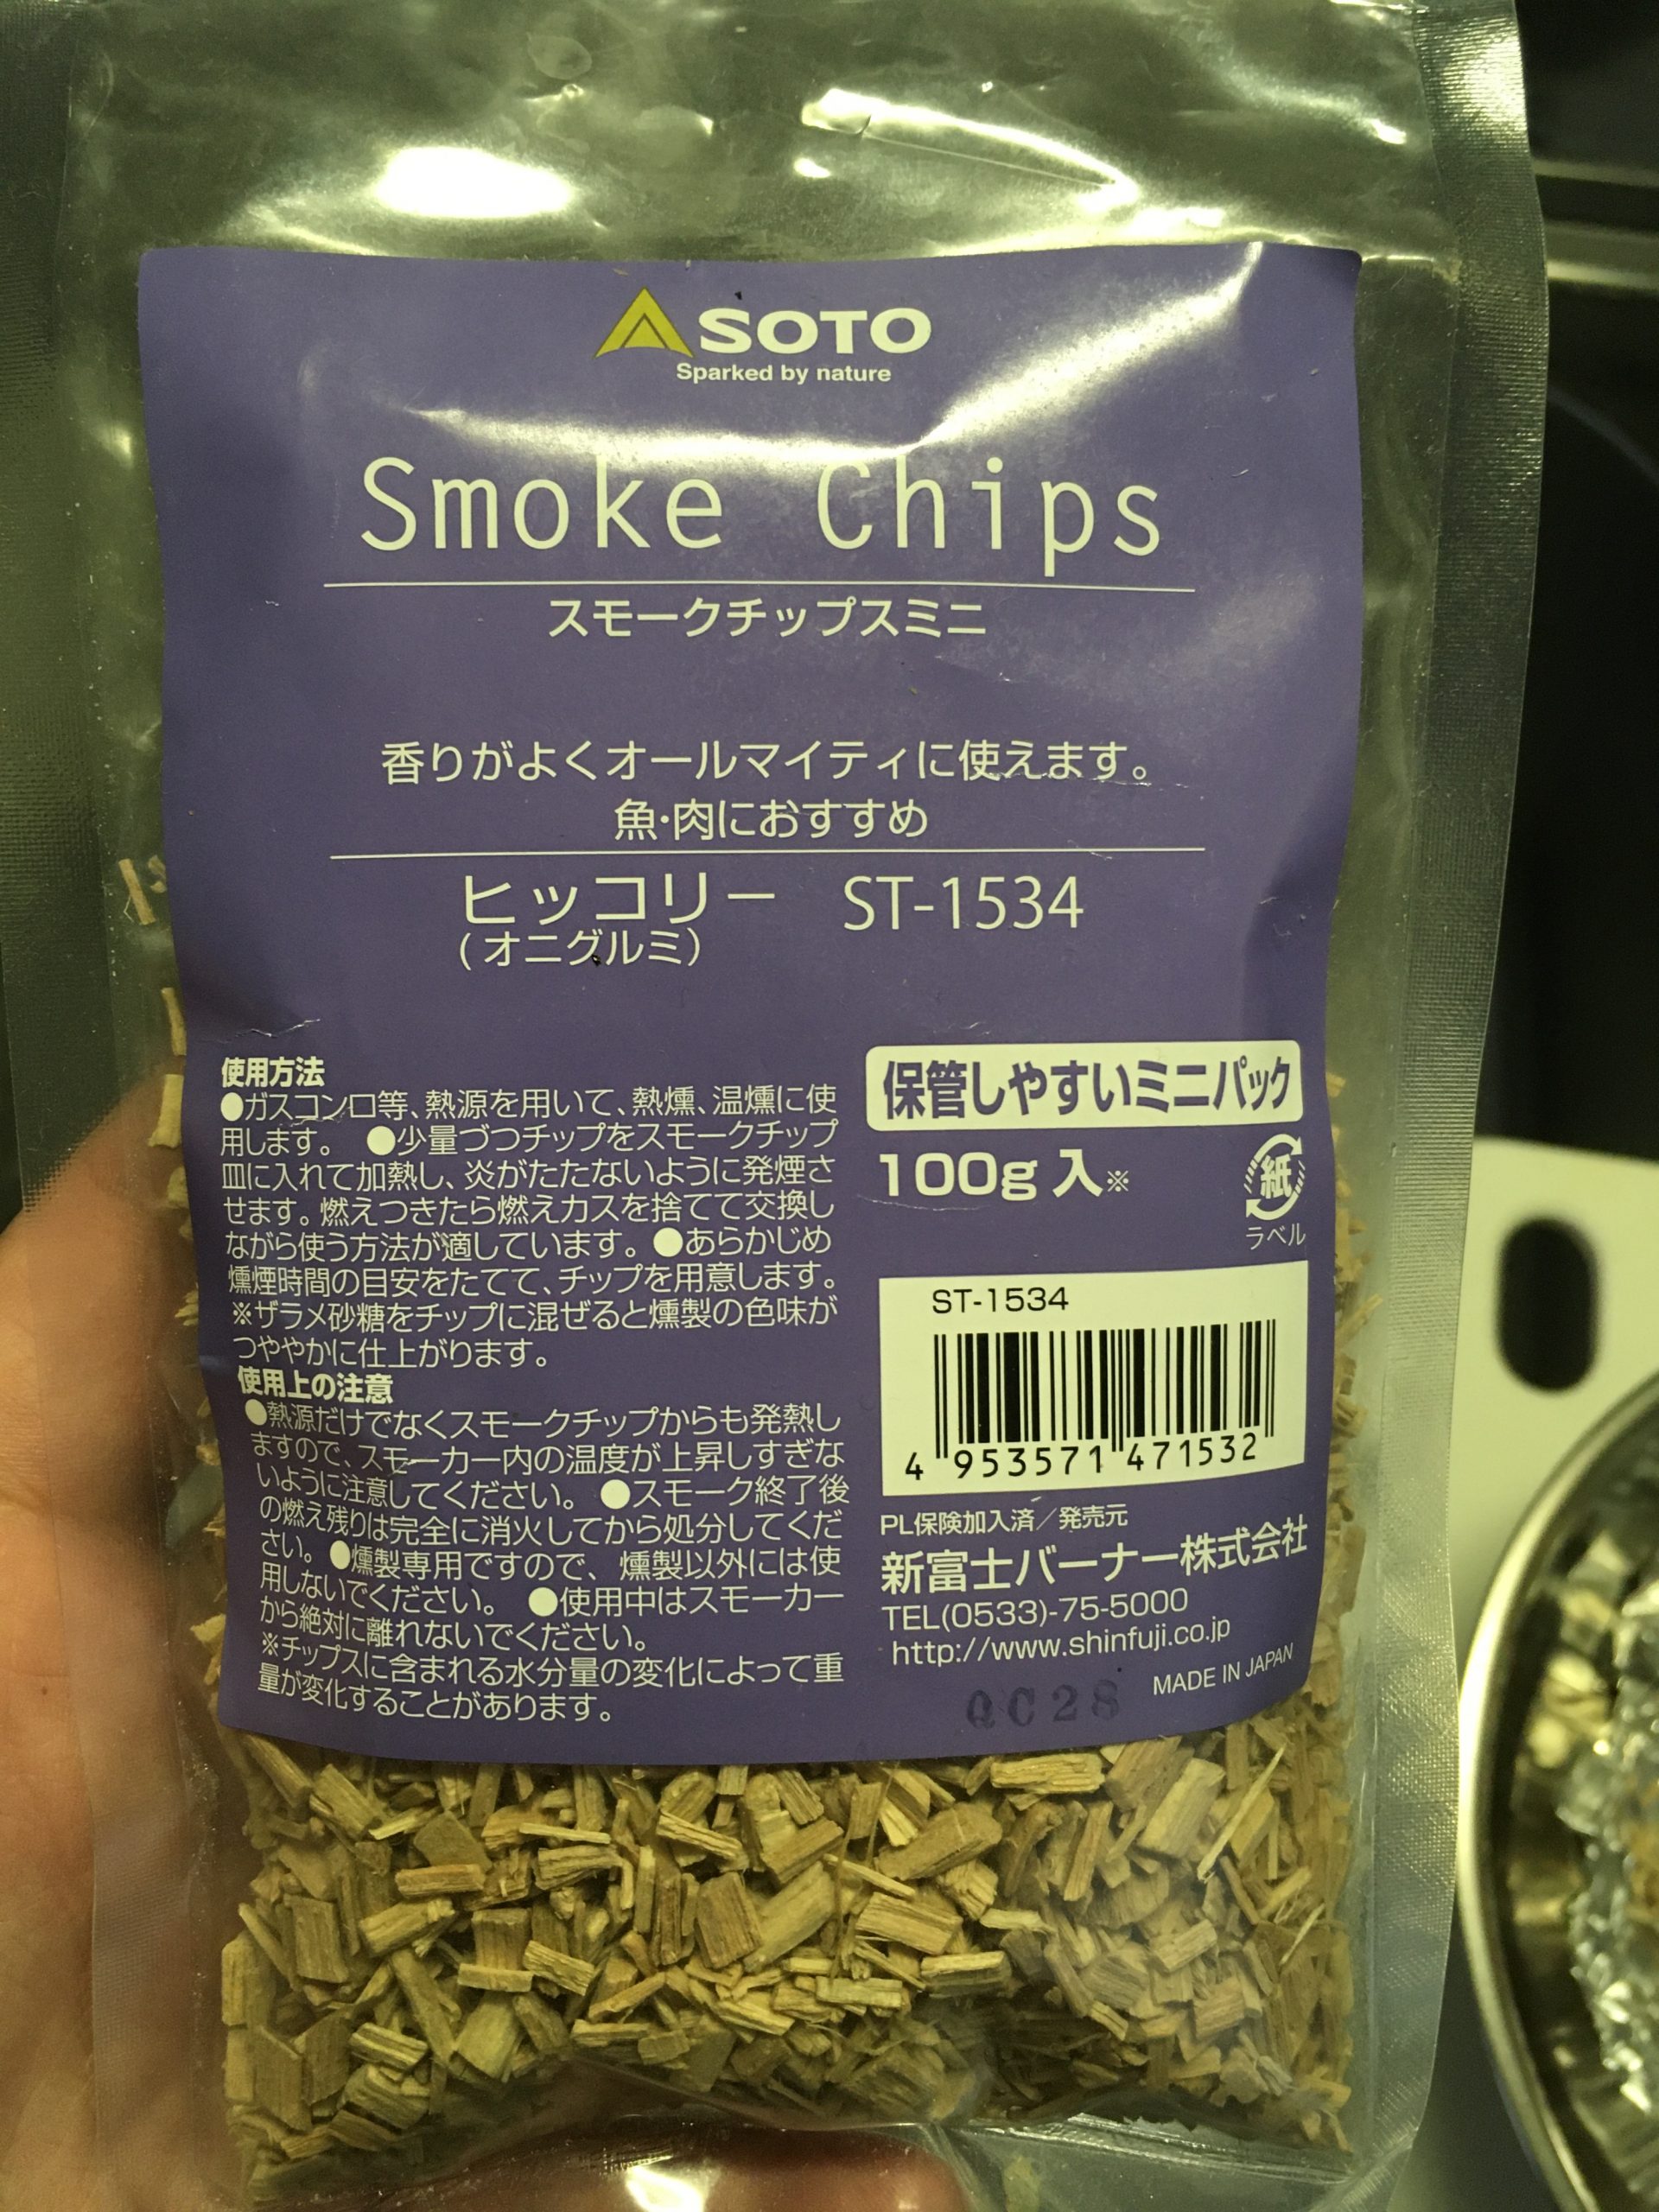 SOTO
Sparked by nature
Smoke Chips
スモークチップスミニ
香りがよくオールマイティに使えます。
魚・肉におすすめ
ヒッコリー ST-1534
(オニグルミ)
使用方法
●ガスコンロ等、熱源を用いて、熱燻、温燻に使
用します。 ●少量づつチップをスモークチップ
皿に入れて加熱し、炎がたたないように発煙さ
せます。燃えつきたら燃えカスを捨てて交換し
ながら使う方法が適しています。●あらかじめ
燻煙時間の目安をたてて、チップを用意します。
※ザラメ砂糖をチップに混ぜると燻製の色味が
つややかに仕上がります。
使用上の注意
●熱源だけでなくスモークチップからも発熱し
ますので、スモーカー内の温度が上昇しすぎな
いように注意してください。 ●スモーク終了後
の燃え残りは完全に消火してから処分してくだ
さい。●燻製専用ですので、燻製以外には使
用しないでください。 ●使用中はスモーカー
から絶対に離れないでください。
※チップスに含まれる水分量の変化によって重
量が変化することがあります。
保管しやすいミニパック
100g 入※
紙
ラベル
ST-1534
4 953571 471532
PL保険加入済/発売元
新富士バーナー株式会社
TEL(0533)-75-5000
http://www.shinfuji.co.jp
MADE IN JAPAN
QC28